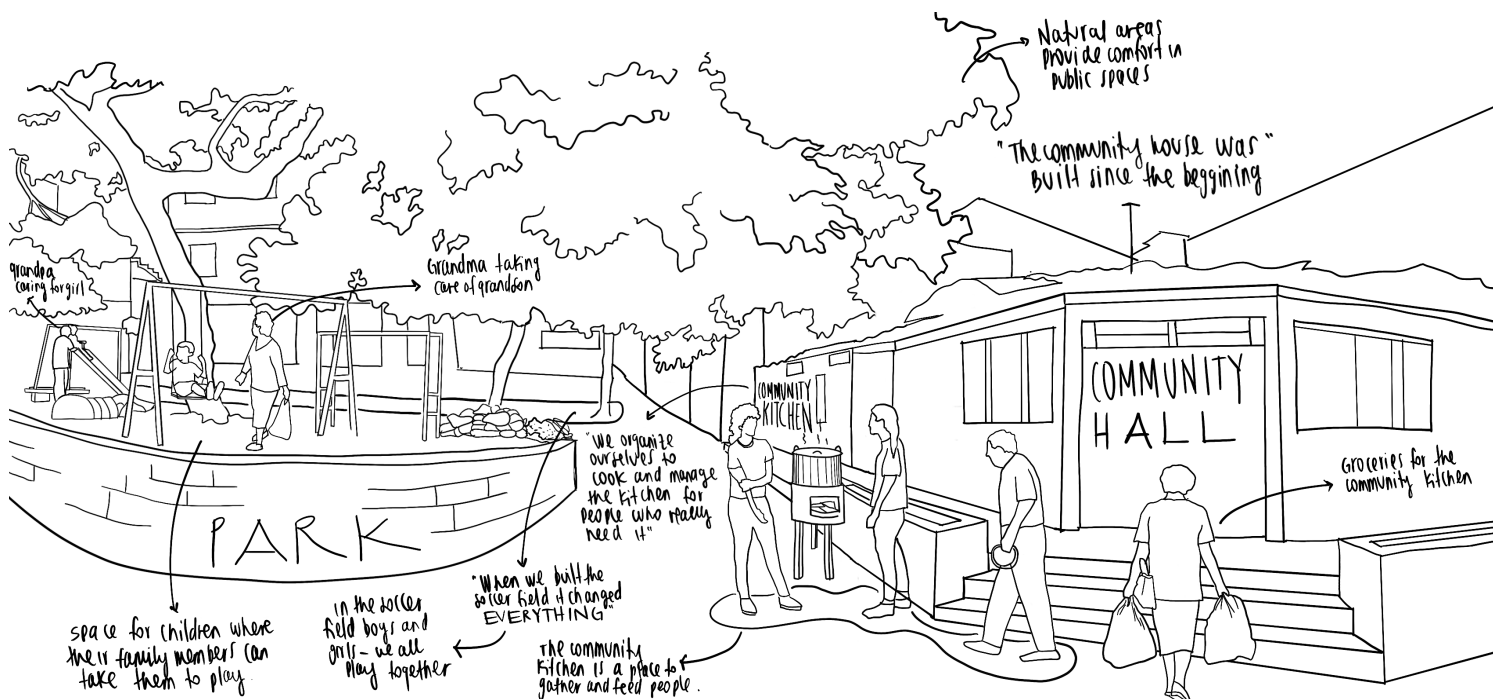 Natural areas
provide comfort in
public spaces
"The community house was"
Built since the beggining
grandpa
caring for girl
Grandma taking
care of grandson
COMMUNITY
KITCHEN
COMMUNITY
HALL
"We organize
ourselves to
cook and manage
the kitchen for
people who really
need it"
Groceries for the
community kitchen
PARK
"When we built the
soccer field it changed
EVERYTHING"
in the soccer
field boys and
girls - we all
play together
space for children where
their family members can
take them to play.
The community
kitchen is a place to
gather and feed people.